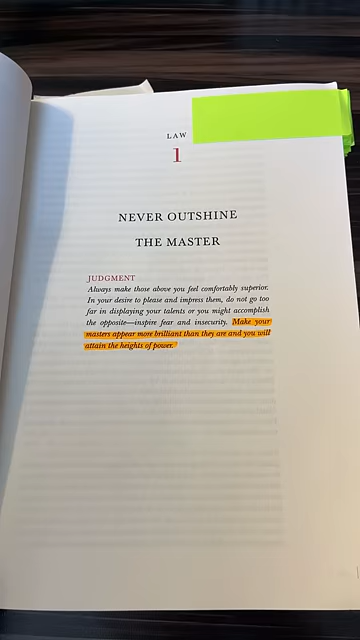 LAW
1
NEVER OUTSHINE
THE MASTER
JUDGMENT
Always make those above you feel comfortably superior.
In your desire to please and impress them, do not go too
far in displaying your talents or you might accomplish
the opposite—inspire fear and insecurity. Make your
masters appear more brilliant than they are and you will
attain the heights of power.